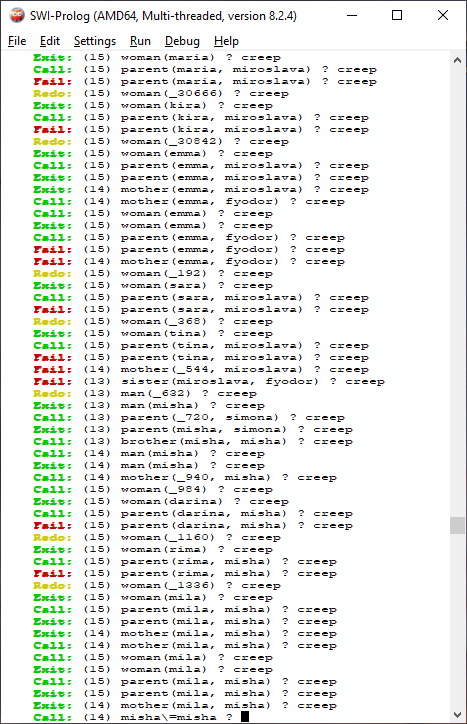 SWI-Prolog (AMD64, Multi-threaded, version 8.2.4)
File Edit Settings Run Debug Help
Exit: (15) woman(maria) ? creep
Call: (15) parent(maria, miroslava) ? creep
Fail: (15) parent(maria, miroslava) ? creep
Redo: (15) woman(_30666) ? creep
Exit: (15) woman(kira) ? creep
Call: (15) parent(kira, miroslava) ? creep
Fail: (15) parent(kira, miroslava) ? creep
Redo: (15) woman(_30842) ? creep
Exit: (15) woman(emma) ? creep
Call: (15) parent(emma, miroslava) ? creep
Exit: (15) parent(emma, miroslava) ? creep
Exit: (14) mother(emma, miroslava) ? creep
Call: (14) mother(emma, fyodor) ? creep
Call: (15) woman(emma) ? creep
Exit: (15) woman(emma) ? creep
Call: (15) parent(emma, fyodor) ? creep
Fail: (15) parent(emma, fyodor) ? creep
Fail: (14) mother(emma, fyodor) ? creep
Redo: (15) woman(_192) ? creep
Exit: (15) woman(sara) ? creep
Call: (15) parent(sara, miroslava) ? creep
Fail: (15) parent(sara, miroslava) ? creep
Redo: (15) woman(_368) ? creep
Exit: (15) woman(tina) ? creep
Call: (15) parent(tina, miroslava) ? creep
Fail: (15) parent(tina, miroslava) ? creep
Fail: (14) mother(_544, miroslava) ? creep
Fail: (13) sister(miroslava, fyodor) ? creep
Redo: (13) man(_632) ? creep
Exit: (13) man(misha) ? creep
Call: (13) parent(_720, simona) ? creep
Exit: (13) parent(misha, simona) ? creep
Call: (13) brother(misha, misha) ? creep
Call: (14) man(misha) ? creep
Exit: (14) man(misha) ? creep
Call: (14) mother(_940, misha) ? creep
Call: (15) woman(_984) ? creep
Exit: (15) woman(darina) ? creep
Call: (15) parent(darina, misha) ? creep
Fail: (15) parent(darina, misha) ? creep
Redo: (15) woman(_1160) ? creep
Exit: (15) woman(rima) ? creep
Call: (15) parent(rima, misha) ? creep
Fail: (15) parent(rima, misha) ? creep
Redo: (15) woman(_1336) ? creep
Exit: (15) woman(mila) ? creep
Call: (15) parent(mila, misha) ? creep
Exit: (15) parent(mila, misha) ? creep
Exit: (14) mother(mila, misha) ? creep
Call: (14) mother(mila, misha) ? creep
Call: (15) woman(mila) ? creep
Exit: (15) woman(mila) ? creep
Call: (15) parent(mila, misha) ? creep
Exit: (15) parent(mila, misha) ? creep
Exit: (14) mother(mila, misha) ? creep
Call: (14) misha\=misha ?